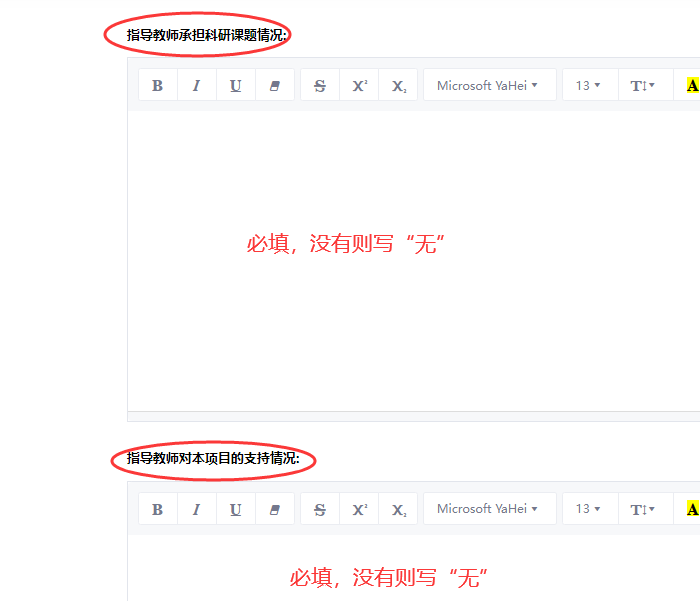 指导教师承担科研课题情况:
B I U S X² X₂ Microsoft YaHei 13 T A
必填，没有则写“无”
指导教师对本项目的支持情况:
B I U S X² X₂ Microsoft YaHei 13 T A
必填，没有则写“无”